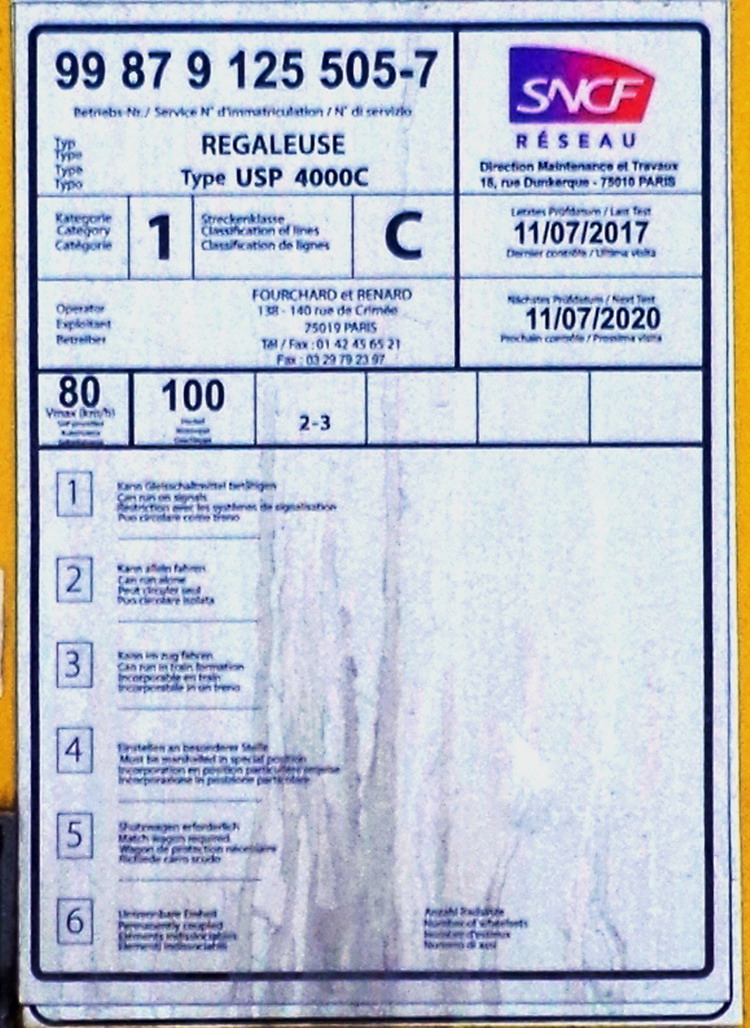 99 87 9 125 505-7
Betriebs-Nr./ Service N° d'immatriculation / N° di servizio
Typ
Type
Type
Typo
REGALEUSE
Type USP 4000C
SNCF
RÉSEAU
Direction Maintenance et Travaux
18, rue Dunkerque - 75010 PARIS
Kategorie
Category
Catégorie
1
Streckenklasse
Classification of lines
Classification de lignes
C
Letztes Prüfdatum / Last Test
11/07/2017
Dernier contrôle / Ultima visita
Operator
Exploitant
Betreiber
FOURCHARD et RENARD
138 - 140 rue de Crimée
75019 PARIS
Tél / Fax : 01 42 45 65 21
Fax : 03 29 79 23 97
Nächstes Prüfdatum / Next Test
11/07/2020
Prochain contrôle / Prossima visita
80
Vmax (km/h)
100
2-3
1
Kann Gleisschaltmittel betätigen
Can run on signals
Restriction avec les systèmes de signalisation
Puo circolare come treno
2
Kann allein fahren
Can run alone
Peut circuler seul
Puo circolare isolata
3
Kann im zug fahren
Can run in train formation
Incorporable en train
Incorporabile in un treno
4
Einstellen an besonderer Stelle
Must be marshalled in special position
Incorporation en position particulière
Incorporazione in posizione particolare
5
Shutzwagen erforderlich
Match wagon required
Wagon de protection nécessaire
Richiede carro scudo
6
Untrennbare Einheit
Permanently coupled
Eléments indissociables
Elementi indissociabili
Anzahl Radsätze
Number of wheelsets
Nombre d'essieux
Numero di assi